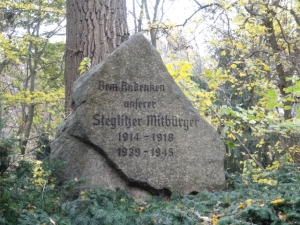 Dem Andenken
unserer
Steglitzer Mitbürger
1914 - 1918
1939 - 1945